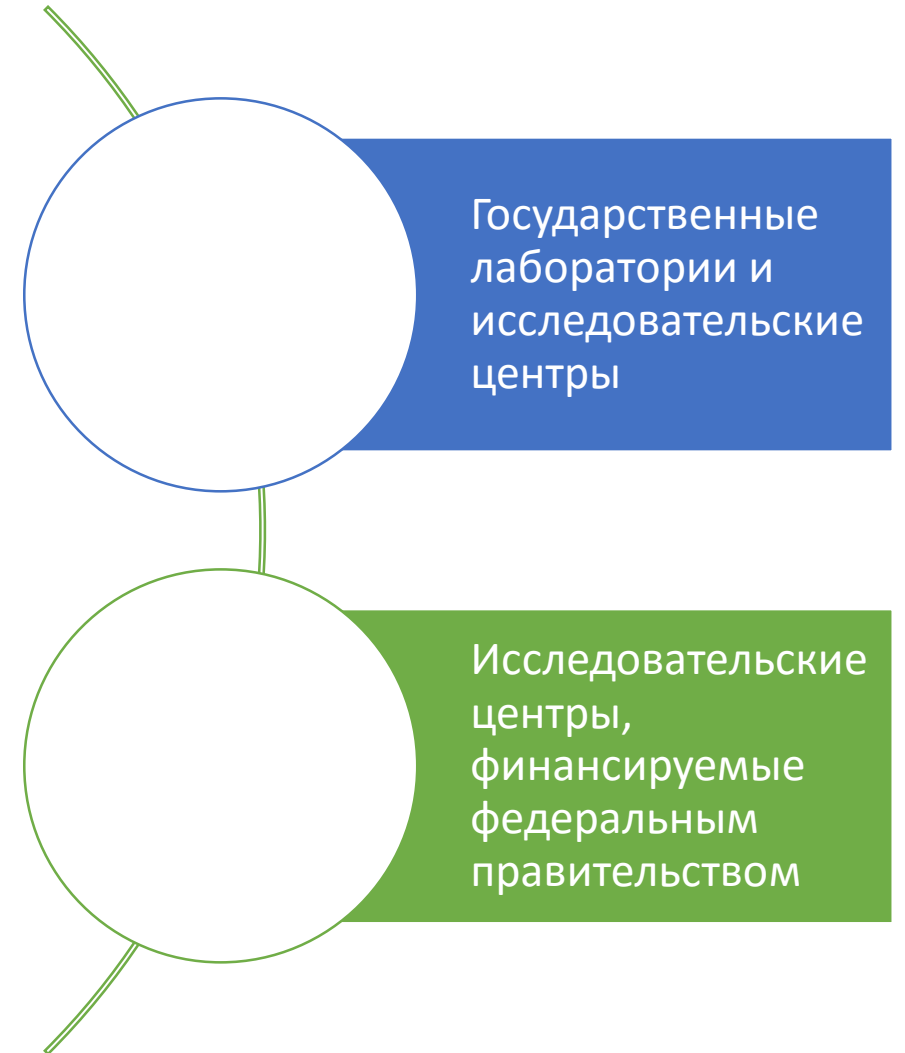 Государственные
лаборатории и
исследовательские
центры
Исследовательские
центры,
финансируемые
федеральным
правительством